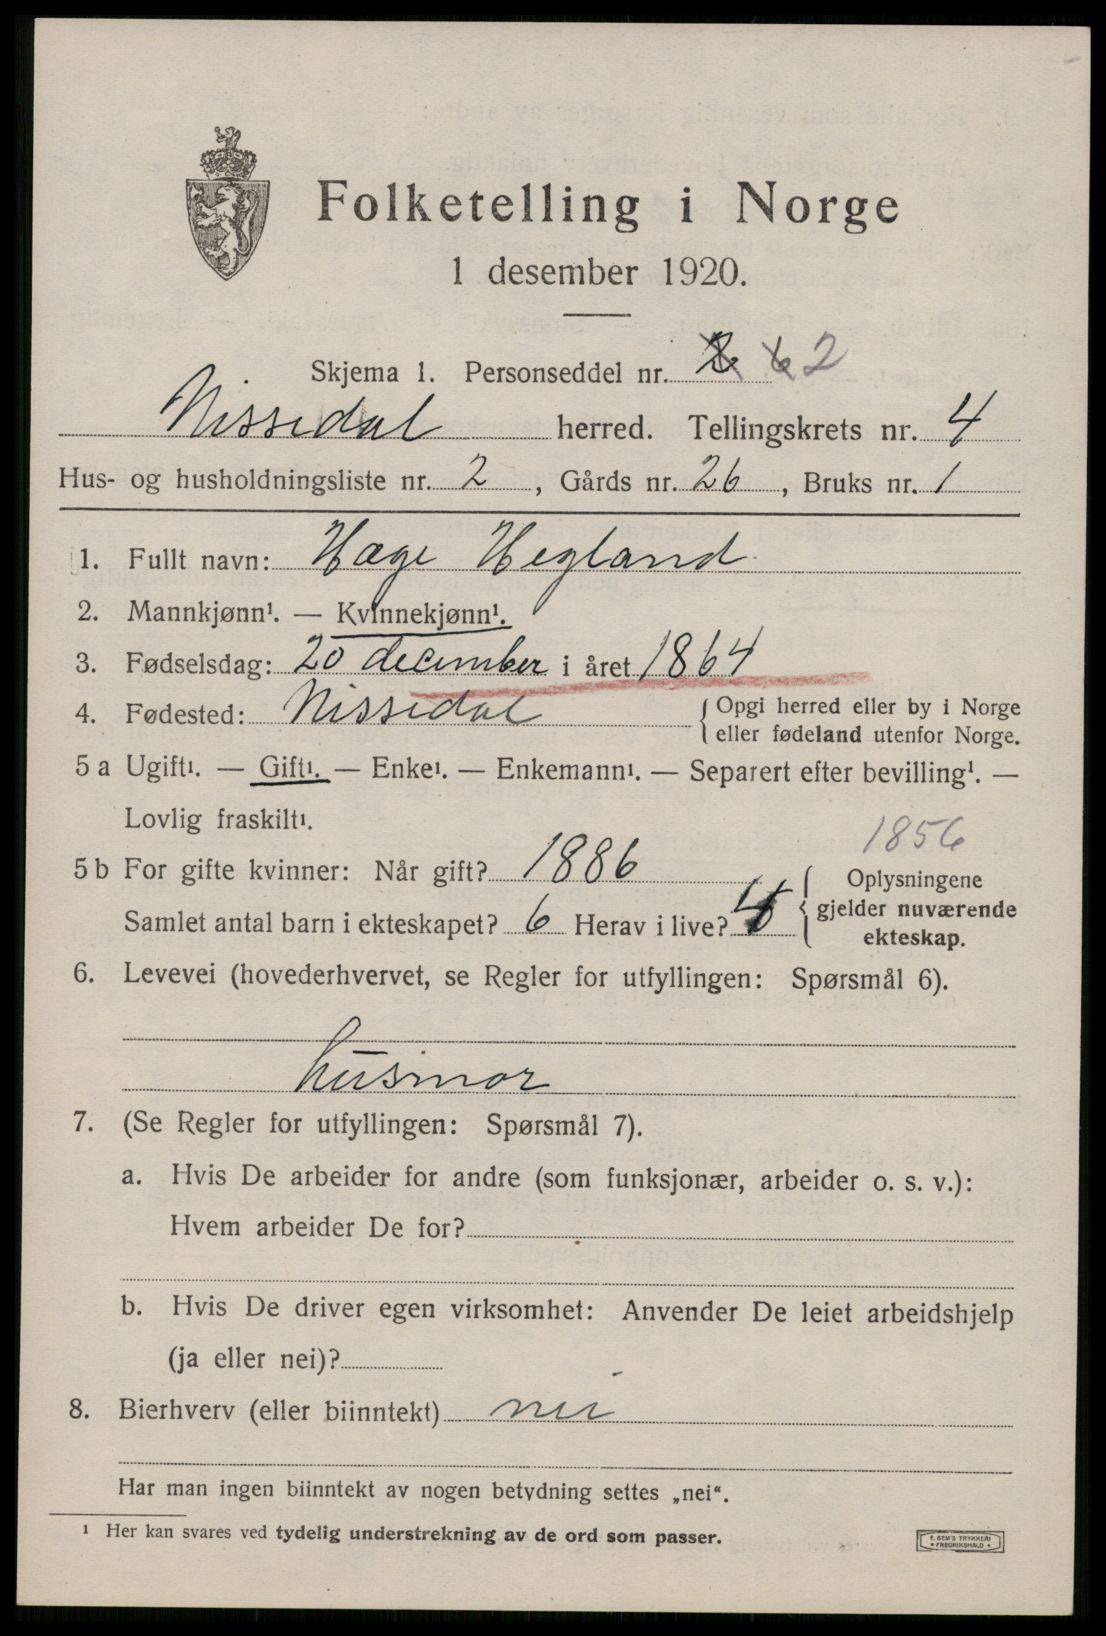 Folketelling i Norge
1 desember 1920.
Skjema 1. Personseddel nr. 2 6 2
Nissedal herred. Tellingskrets nr. 4
Hus- og husholdningsliste nr. 2, Gårds nr. 26, Bruks nr. 1
1. Fullt navn: Hæge Hegland
2. Mannkjønn¹. — Kvinnekjønn¹.
3. Fødselsdag: 20 december i året 1864
4. Fødested: Nissedal { Opgi herred eller by i Norge
eller fødeland utenfor Norge.
5 a Ugift¹. — Gift¹. — Enke¹. — Enkemann¹. — Separert efter bevilling¹. —
Lovlig fraskilt¹.
1856
5 b For gifte kvinner: Når gift? 1886
Samlet antal barn i ekteskapet? 6 Herav i live?
{ Oplysningene
gjelder nuværende
ekteskap.
6. Levevei (hovederhvervet, se Regler for utfyllingen: Spørsmål 6).
husmor
7. (Se Regler for utfyllingen: Spørsmål 7).
a. Hvis De arbeider for andre (som funksjonær, arbeider o. s. v.):
Hvem arbeider De for?
b. Hvis De driver egen virksomhet: Anvender De leiet arbeidshjelp
(ja eller nei)?
8. Bierhverv (eller biinntekt) nei
Har man ingen biinntekt av nogen betydning settes „nei“.
¹ Her kan svares ved tydelig understrekning av de ord som passer.
E. SEM'S TRYKKERI
• FREDRIKSHALD •